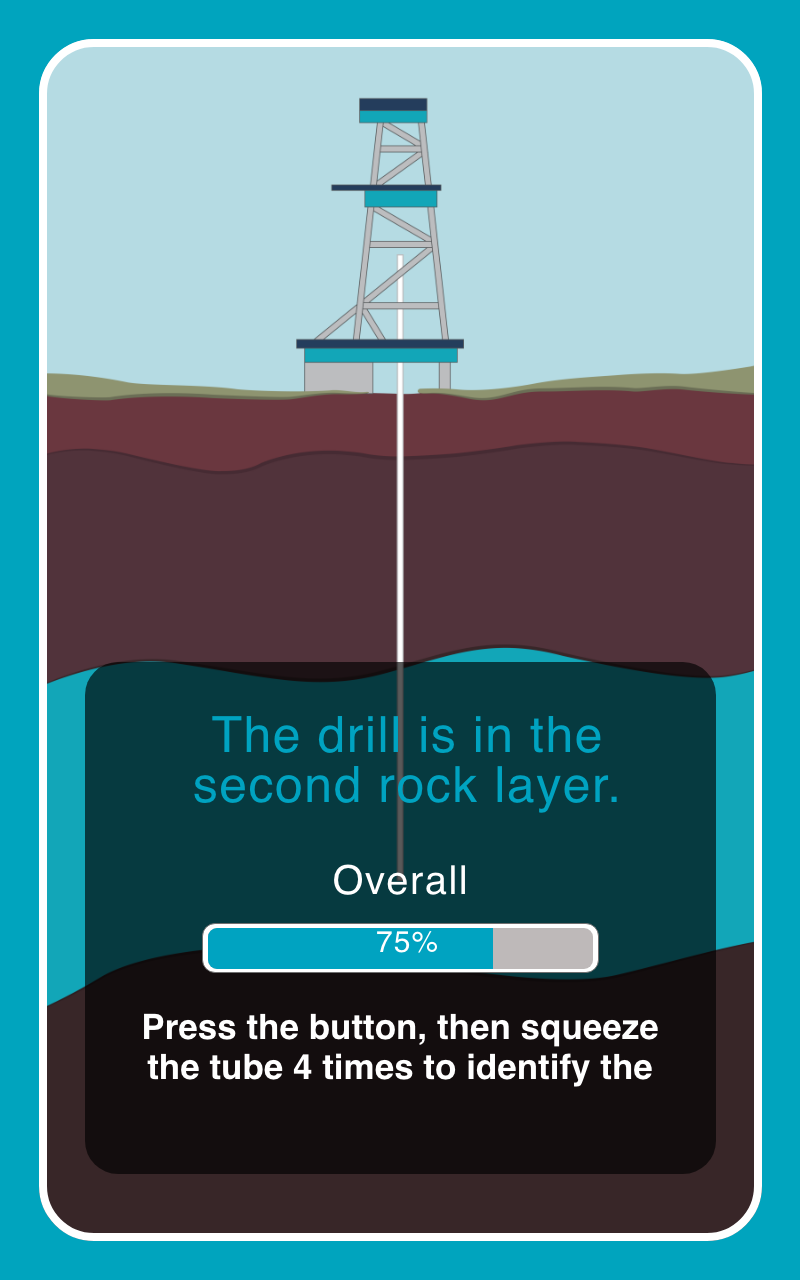 The drill is in the
second rock layer.
Overall
75%
Press the button, then squeeze
the tube 4 times to identify the